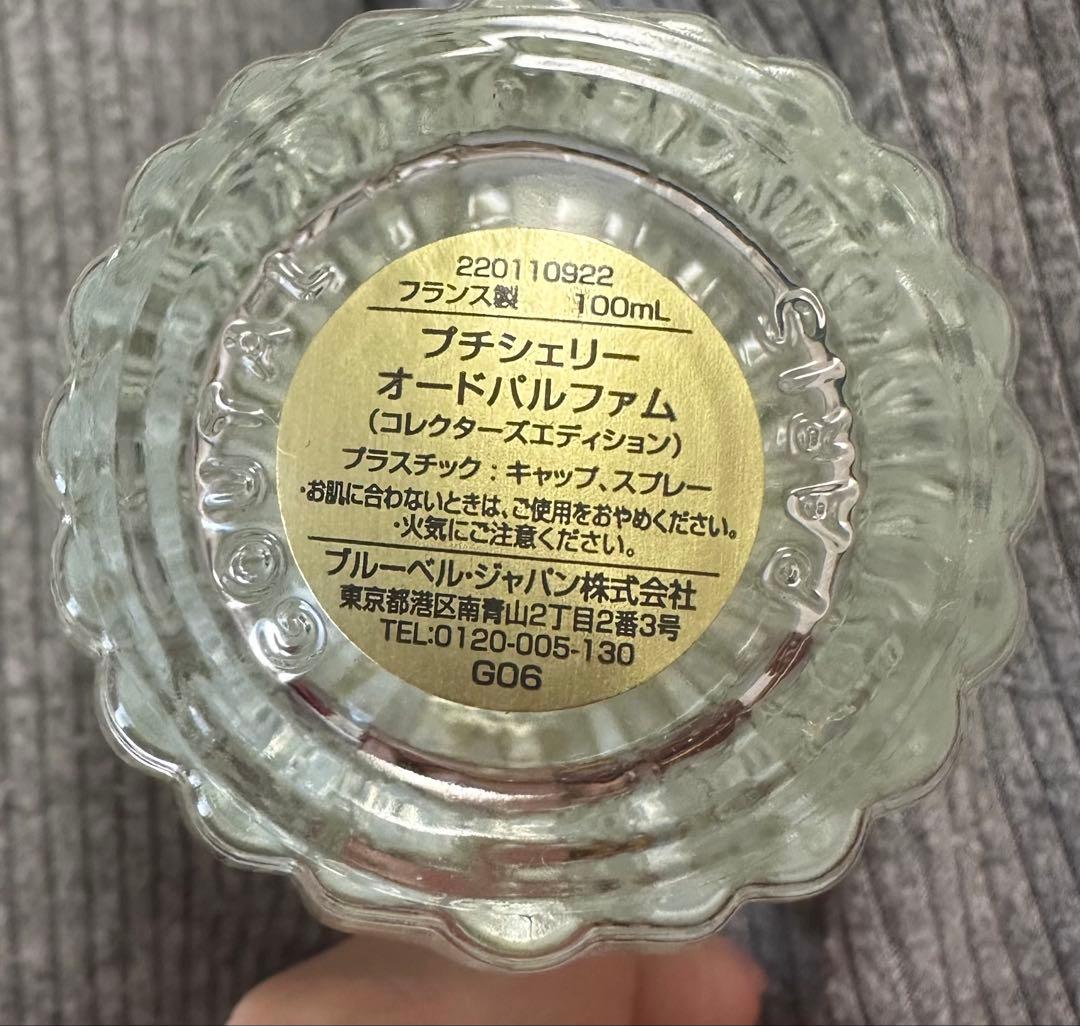 220110922
フランス製 100mL
プチシェリー
オードパルファム
(コレクターズエディション)
プラスチック：キャップ、スプレー
・お肌に合わないときは、ご使用をおやめください。
・火気にご注意ください。
ブルーベル・ジャパン株式会社
東京都港区南青山2丁目2番3号
TEL:0120-005-130
G06